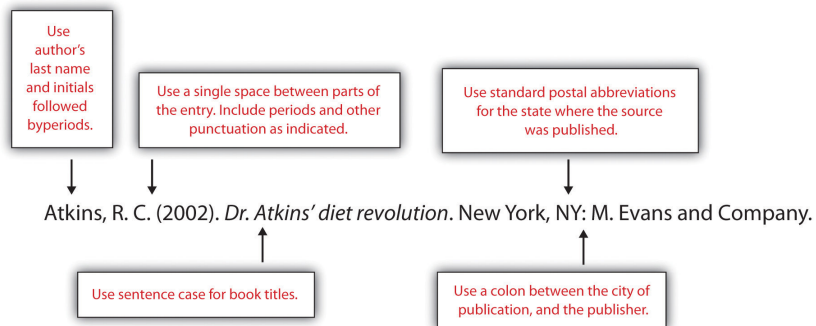 Use
author's
last name
and initials
followed
byperiods.
Use a single space between parts of
the entry. Include periods and other
punctuation as indicated.
Use standard postal abbreviations
for the state where the source
was published.
Atkins, R. C. (2002). Dr. Atkins' diet revolution. New York, NY: M. Evans and Company.
Use sentence case for book titles.
Use a colon between the city of
publication, and the publisher.